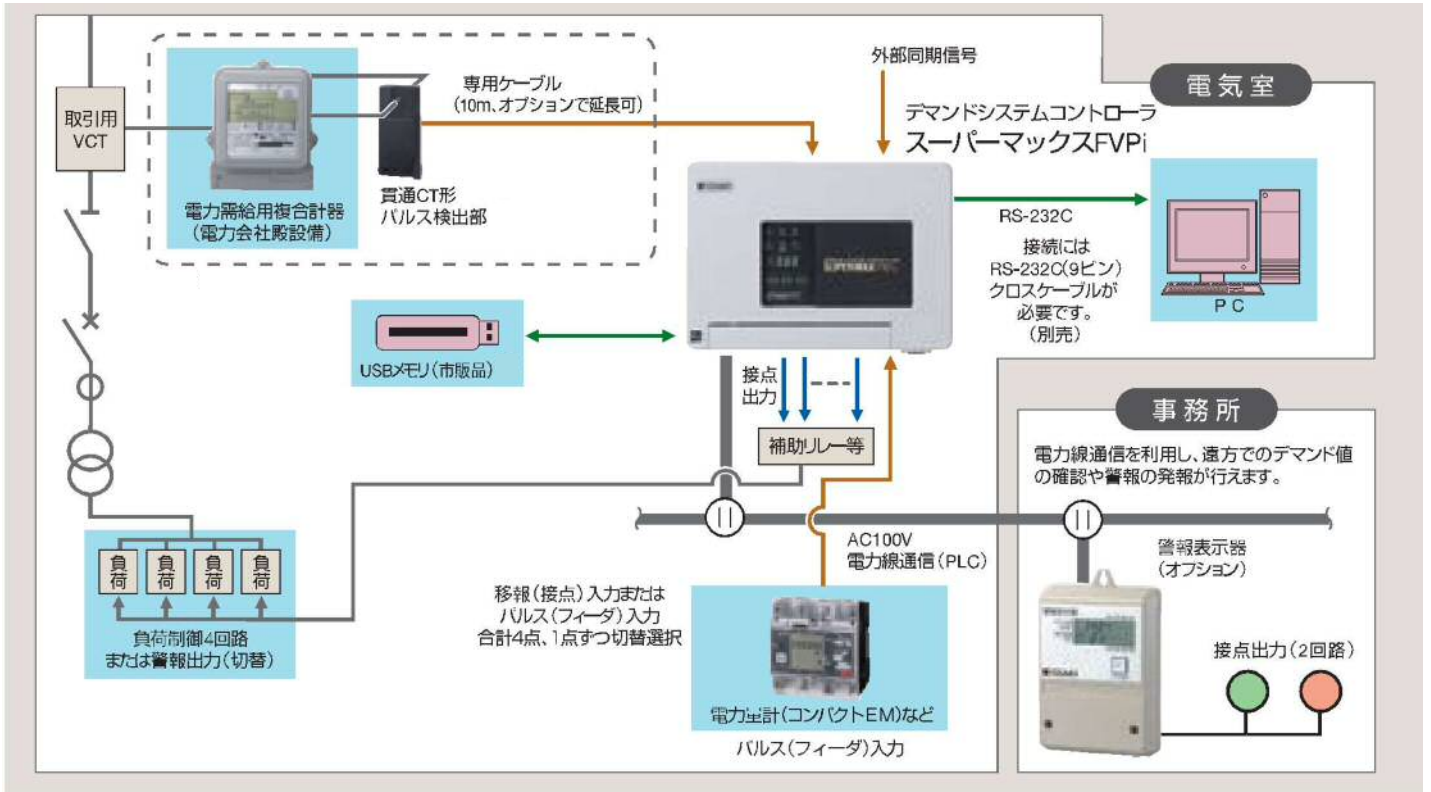 外部同期信号
電気室
専用ケーブル
(10m、オプションで延長可)
デマンドシステムコントローラ
スーパーマックスFVPi
取引用
VCT
貫通CT形
パルス検出部
電力需給用複合計器
(電力会社殿設備)
RS-232C
接続には
RS-232C(9ピン)
クロスケーブルが
必要です。
(別売)
PC
USBメモリ(市販品)
接点
出力
補助リレー等
事務所
電力線通信を利用し、遠方でのデマンド値
の確認や警報の発報が行えます。
AC100V
電力線通信(PLC)
警報表示器
(オプション)
負荷
負荷
負荷
負荷
負荷制御4回路
または警報出力(切替)
移報(接点)入力または
パルス(フィーダ)入力
合計4点、1点ずつ切替選択
接点出力(2回路)
電力量計(コンパクトEM)など
パルス(フィーダ)入力